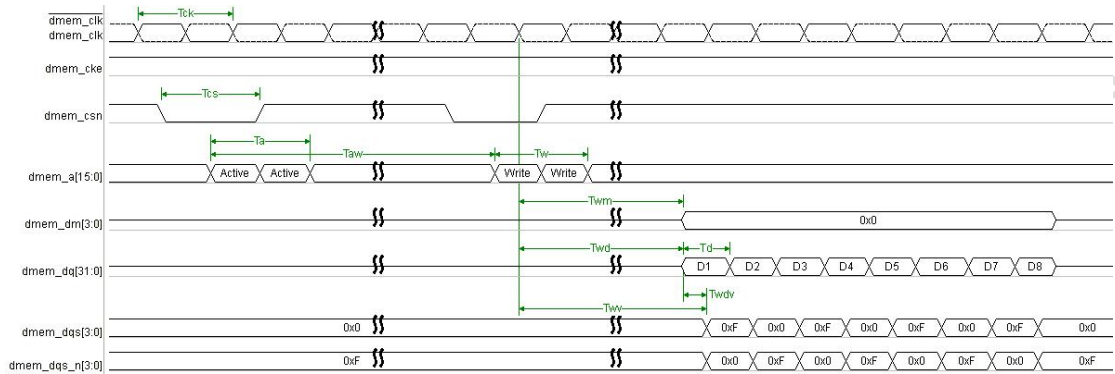 dmem_clk
Tck
dmem_clk
dmem_cke
Tcs
dmem_csn
Ta
Taw Tw
dmem_a[15:0] Active Active Write Write
Twm
dmem_dm[3:0] 0x0
Twd Td
dmem_dq[31:0] D1 D2 D3 D4 D5 D6 D7 D8
Twdv
Twv
dmem_dqs[3:0] 0x0 0xF 0x0 0xF 0x0 0xF 0x0 0xF 0x0
dmem_dqs_n[3:0] 0xF 0x0 0xF 0x0 0xF 0x0 0xF 0x0 0xF